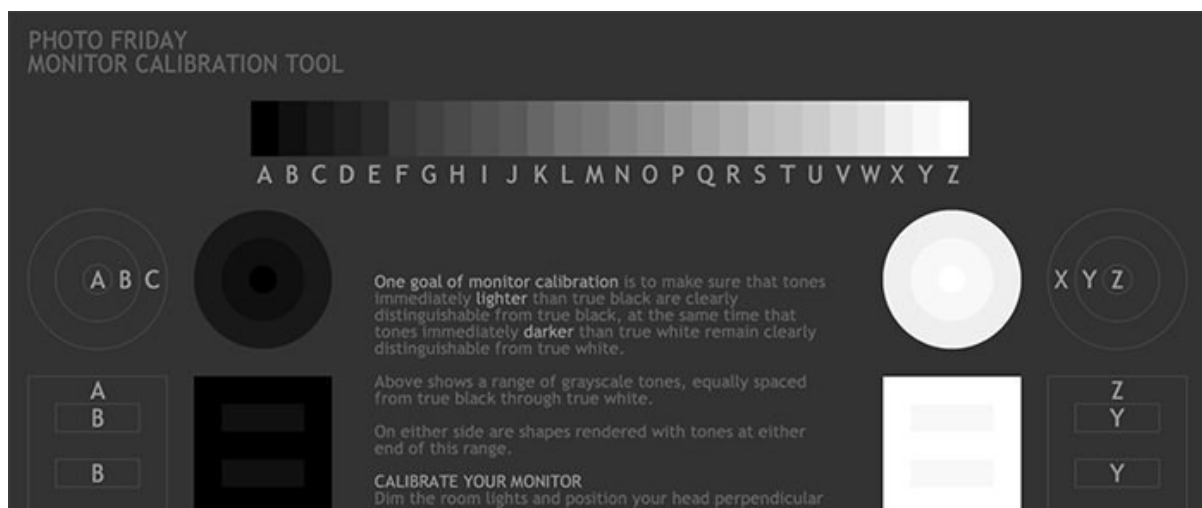 PHOTO FRIDAY
MONITOR CALIBRATION TOOL
A B C D E F G H I J K L M N O P Q R S T U V W X Y Z
A B C
X Y Z
One goal of monitor calibration is to make sure that tones
immediately lighter than true black are clearly
distinguishable from true black, at the same time that
tones immediately darker than true white remain clearly
distinguishable from true white.
A
B
B
Above shows a range of grayscale tones, equally spaced
from true black through true white.
On either side are shapes rendered with tones at either
end of this range.
CALIBRATE YOUR MONITOR
Dim the room lights and position your head perpendicular
Z
Y
Y